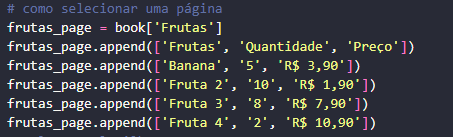 # como selecionar uma página
frutas_page = book['Frutas']
frutas_page.append(['Frutas', 'Quantidade', 'Preço'])
frutas_page.append(['Banana', '5', 'R$ 3,90'])
frutas_page.append(['Fruta 2', '10', 'R$ 1,90'])
frutas_page.append(['Fruta 3', '8', 'R$ 7,90'])
frutas_page.append(['Fruta 4', '2', 'R$ 10,90'])